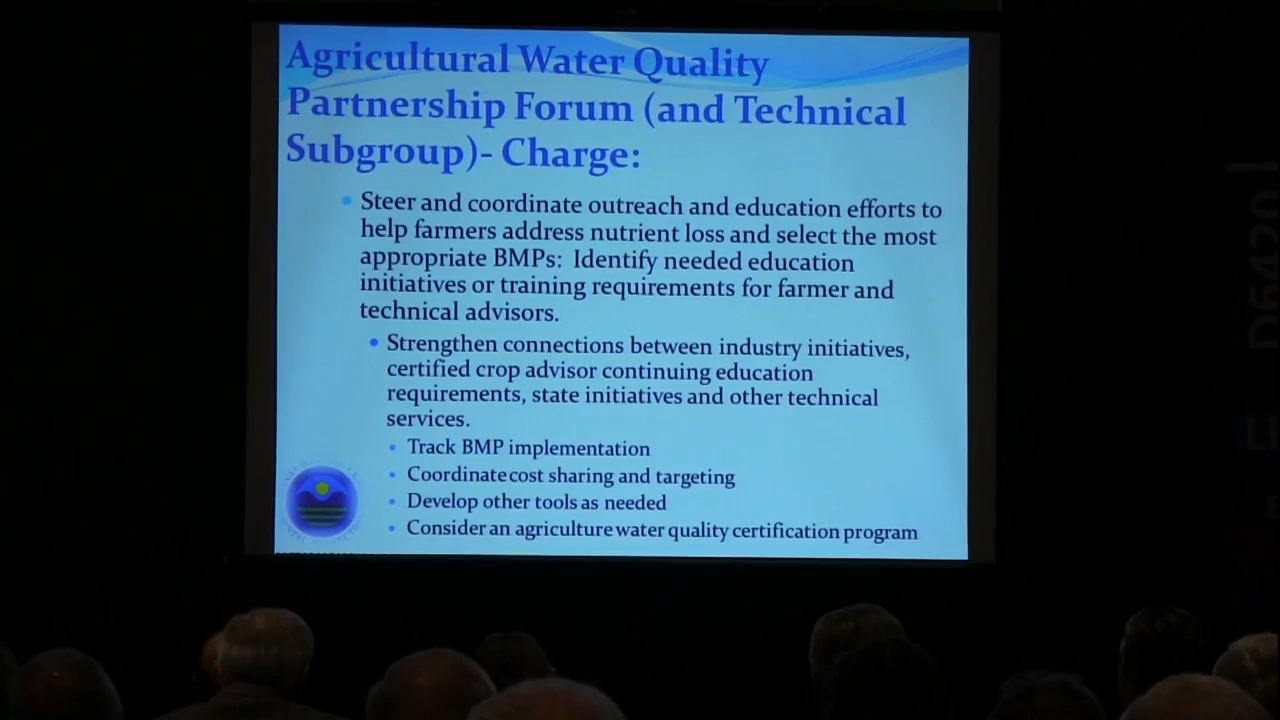 Agricultural Water Quality
Partnership Forum (and Technical
Subgroup)- Charge:
Steer and coordinate outreach and education efforts to
help farmers address nutrient loss and select the most
appropriate BMPs: Identify needed education
initiatives or training requirements for farmer and
technical advisors.
Strengthen connections between industry initiatives,
certified crop advisor continuing education
requirements, state initiatives and other technical
services.
Track BMP implementation
Coordinate cost sharing and targeting
Develop other tools as needed
Consider an agriculture water quality certification program